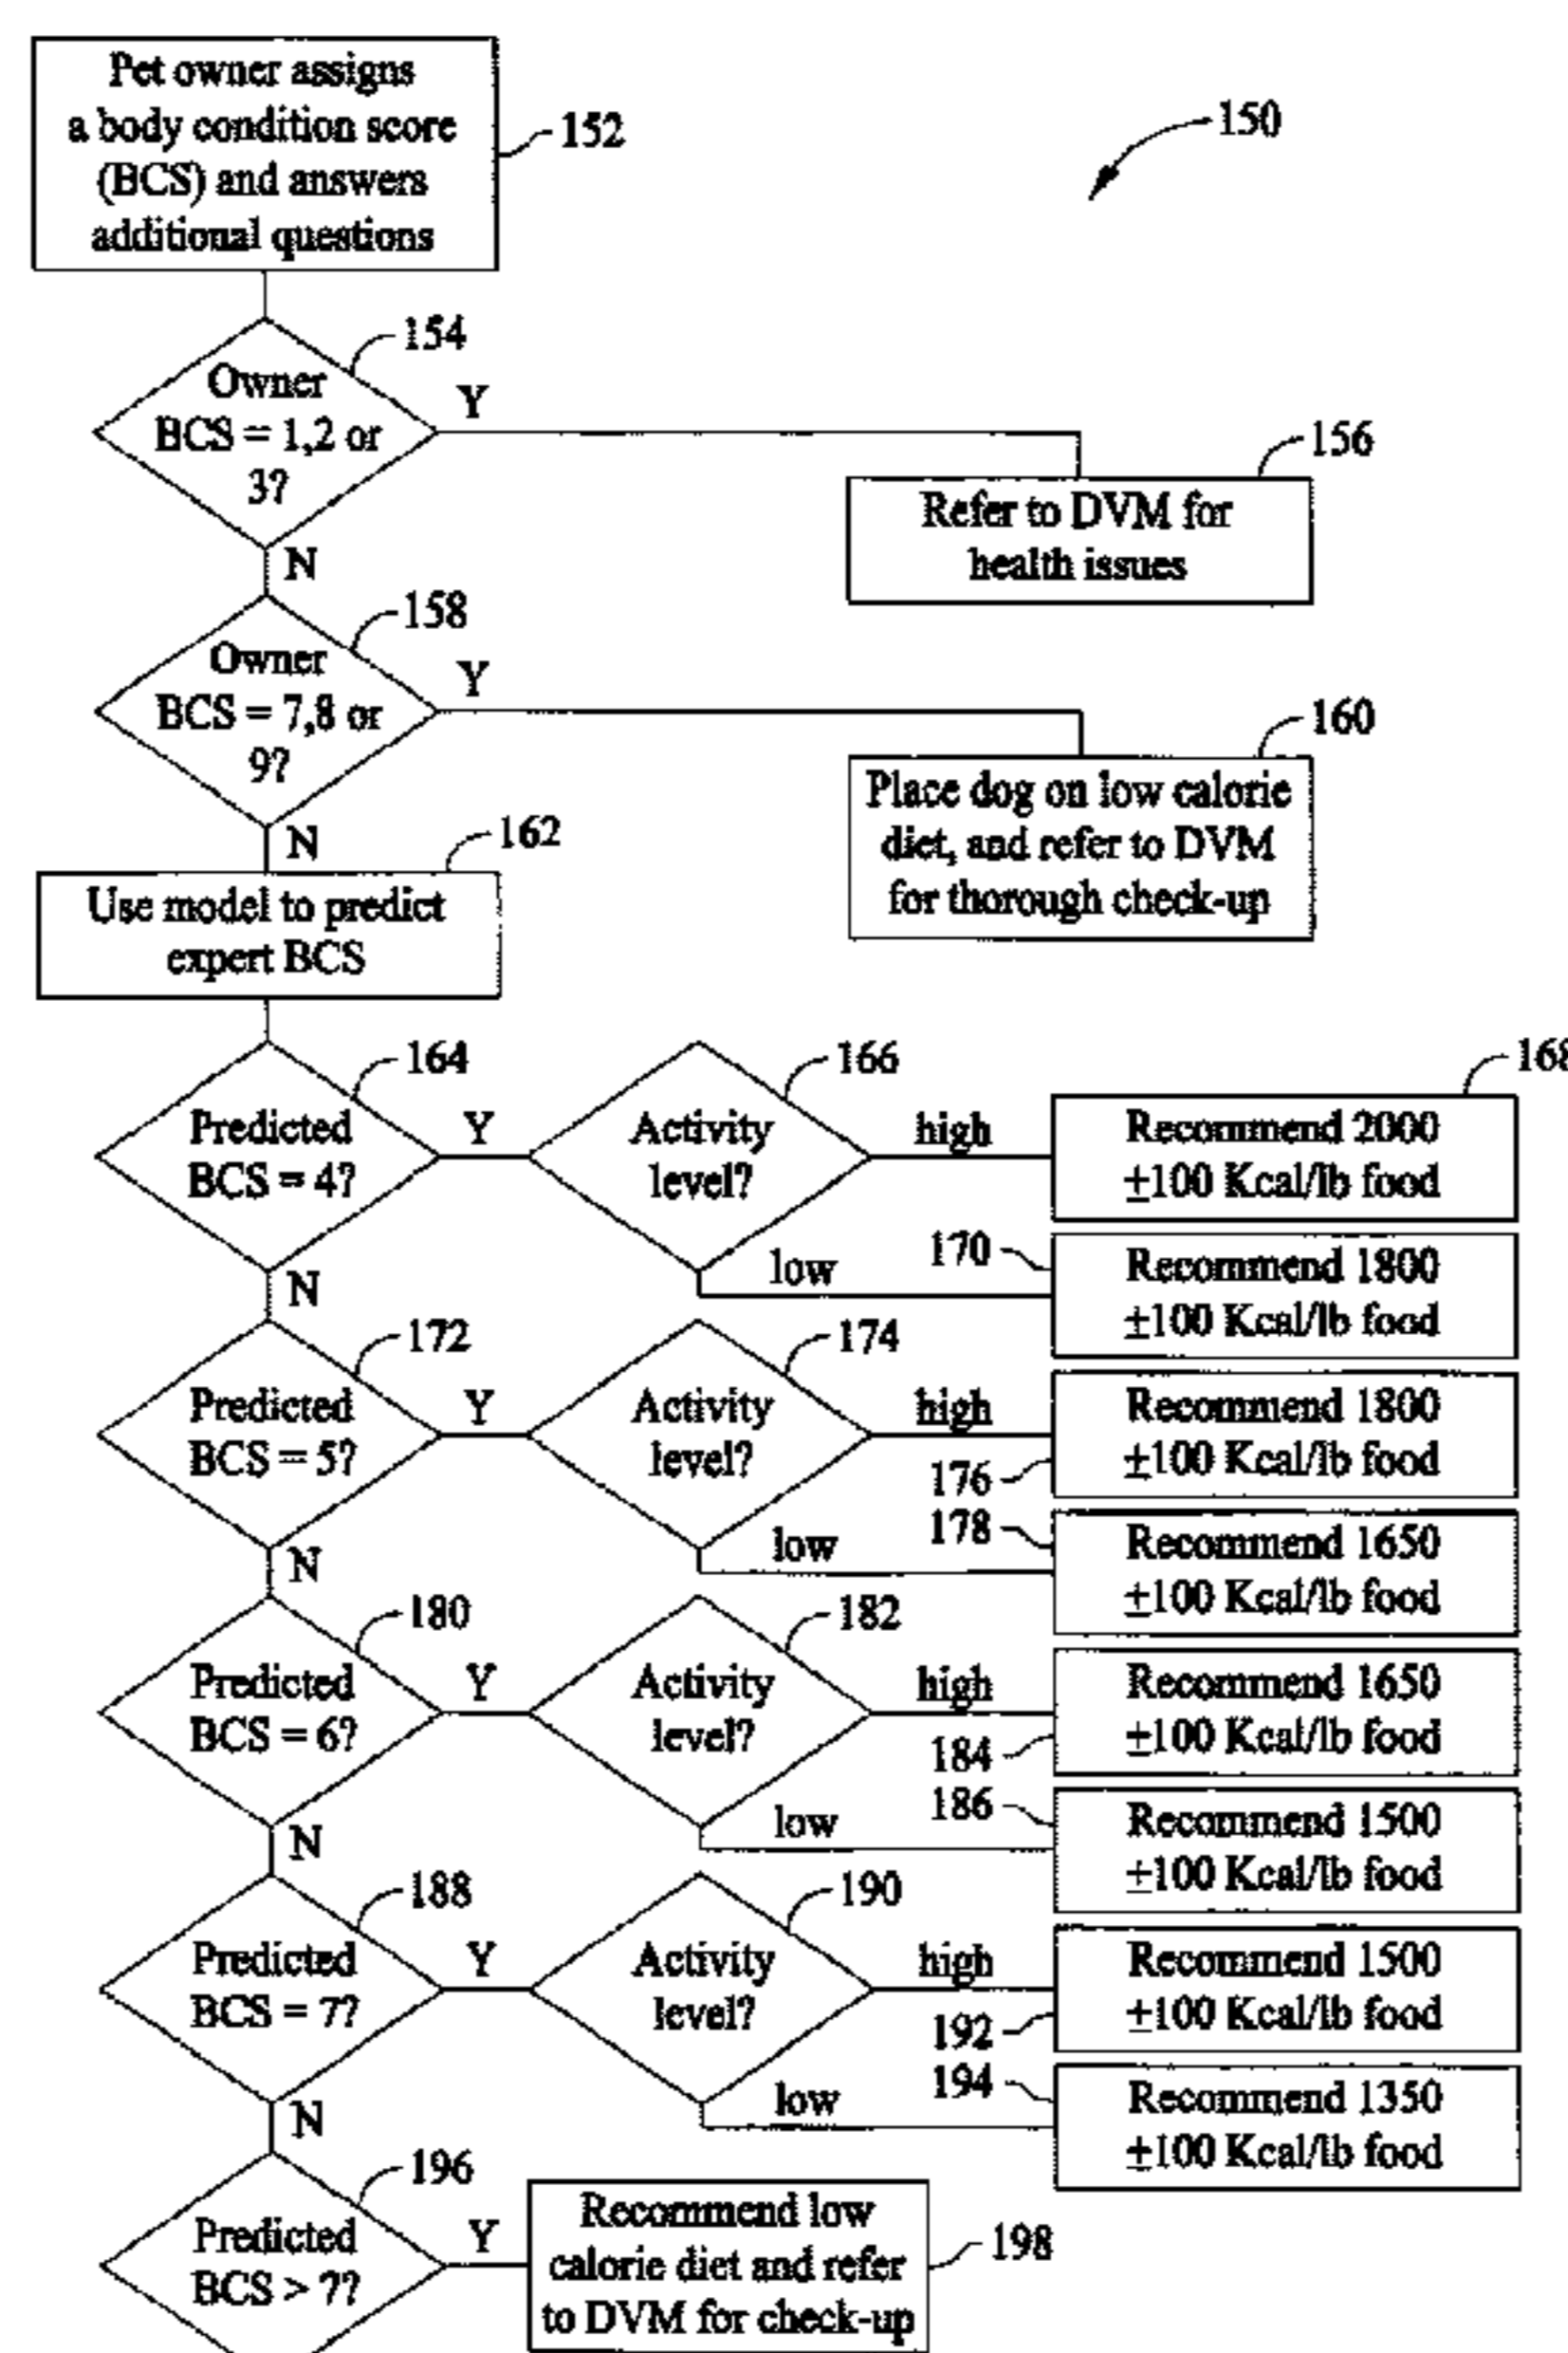 Pet owner assigns
a body condition score
(BCS) and answers
additional questions
152
150
154
Owner
BCS = 1,2 or
3?
Y
156
Refer to DVM for
health issues
N
158
Owner
BCS = 7,8 or
9?
Y
160
Place dog on low calorie
diet, and refer to DVM
for thorough check-up
N
162
Use model to predict
expert BCS
164
Predicted
BCS = 4?
Y
166
Activity
level?
high
168
Recommend 2000
±100 Kcal/lb food
low
170
Recommend 1800
±100 Kcal/lb food
N
172
Predicted
BCS = 5?
Y
174
Activity
level?
high
176
Recommend 1800
±100 Kcal/lb food
low
178
Recommend 1650
±100 Kcal/lb food
N
180
Predicted
BCS = 6?
Y
182
Activity
level?
high
184
Recommend 1650
±100 Kcal/lb food
low
186
Recommend 1500
±100 Kcal/lb food
N
188
Predicted
BCS = 7?
Y
190
Activity
level?
high
192
Recommend 1500
±100 Kcal/lb food
low
194
Recommend 1350
±100 Kcal/lb food
N
196
Predicted
BCS > 7?
Y
Recommend low
calorie diet and refer
to DVM for check-up
198